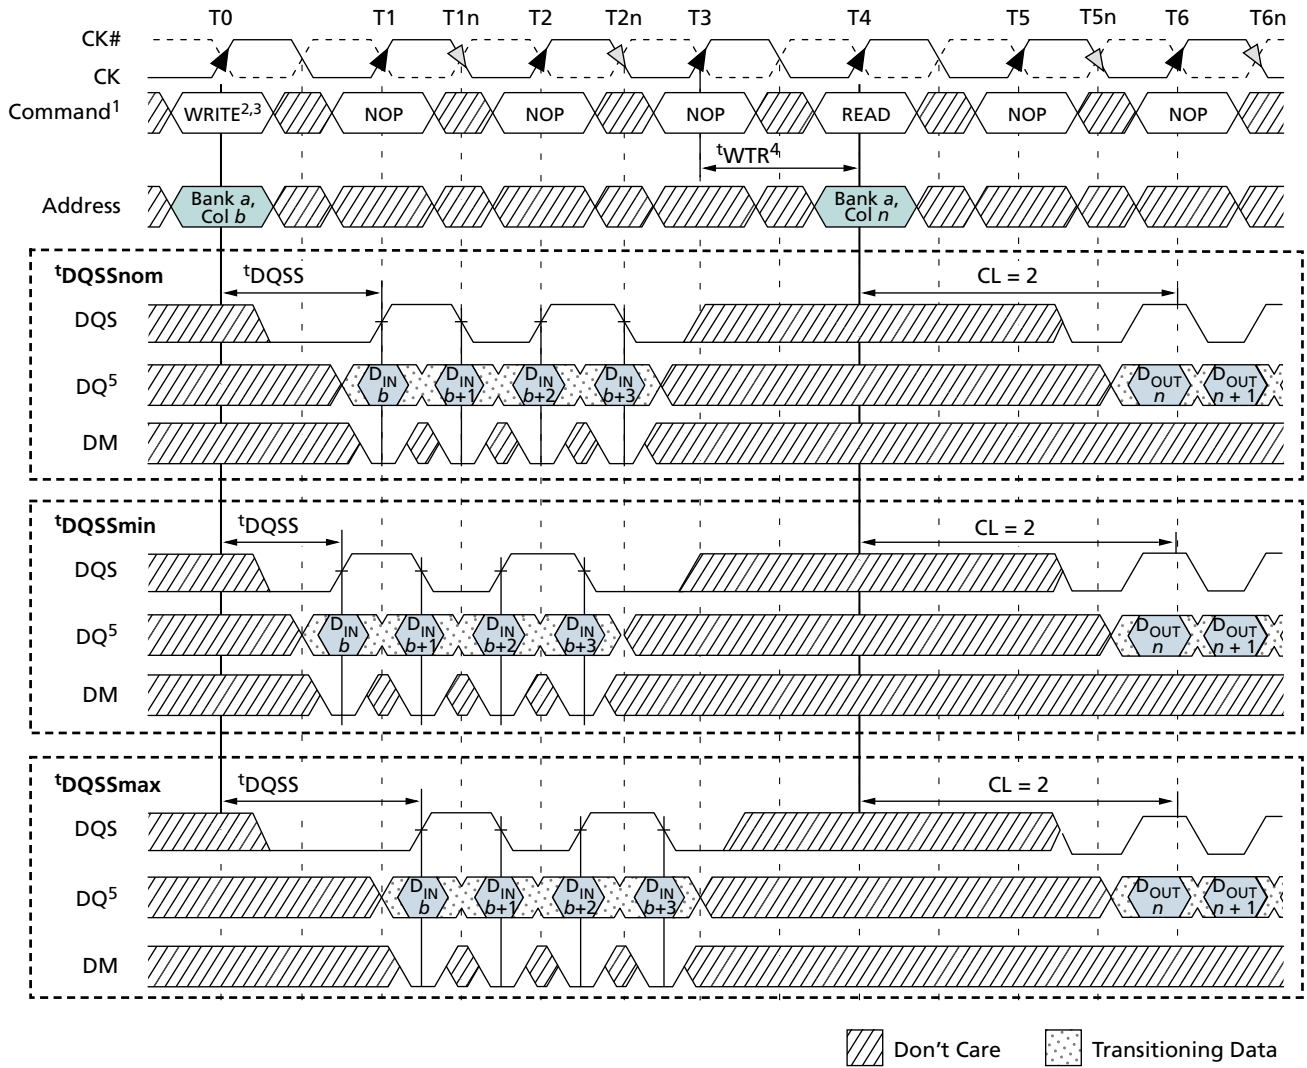 T0 T1 T1n T2 T2n T3 T4 T5 T5n T6 T6n
CK#
CK
Command1 WRITE2,3 NOP NOP NOP READ NOP NOP
tWTR4
Address Bank a, Col b Bank a, Col n
tDQSSnom tDQSS CL = 2
DQS
DQ5 DIN b DIN b+1 DIN b+2 DIN b+3 DOUT n DOUT n + 1
DM
tDQSSmin tDQSS CL = 2
DQS
DQ5 DIN b DIN b+1 DIN b+2 DIN b+3 DOUT n DOUT n + 1
DM
tDQSSmax tDQSS CL = 2
DQS
DQ5 DIN b DIN b+1 DIN b+2 DIN b+3 DOUT n DOUT n + 1
DM
Don't Care Transitioning Data